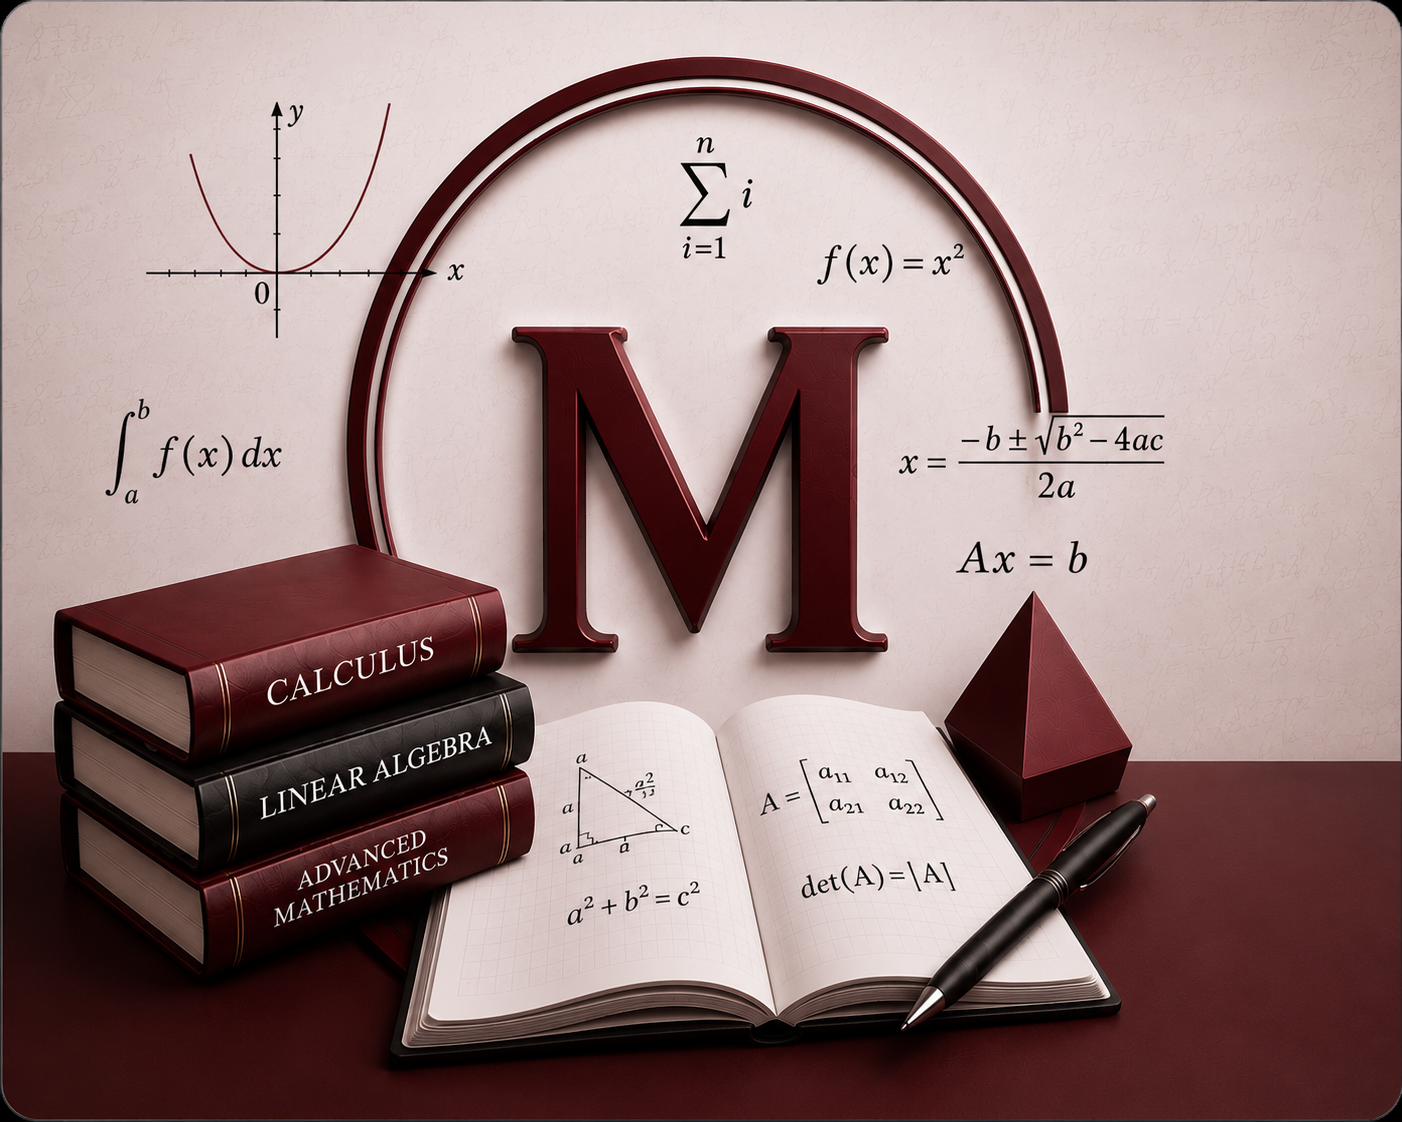 y
x
0
n
∑ i
i=1
f(x) = x²
∫ₐᵇ f(x) dx
M
x = (−b ± √(b² − 4ac)) / 2a
Ax = b
CALCULUS
LINEAR ALGEBRA
ADVANCED
MATHEMATICS
a
a
a
a
a
c
a² + b² = c²
A = [a₁₁ a₁₂
a₂₁ a₂₂]
det(A) = |A|